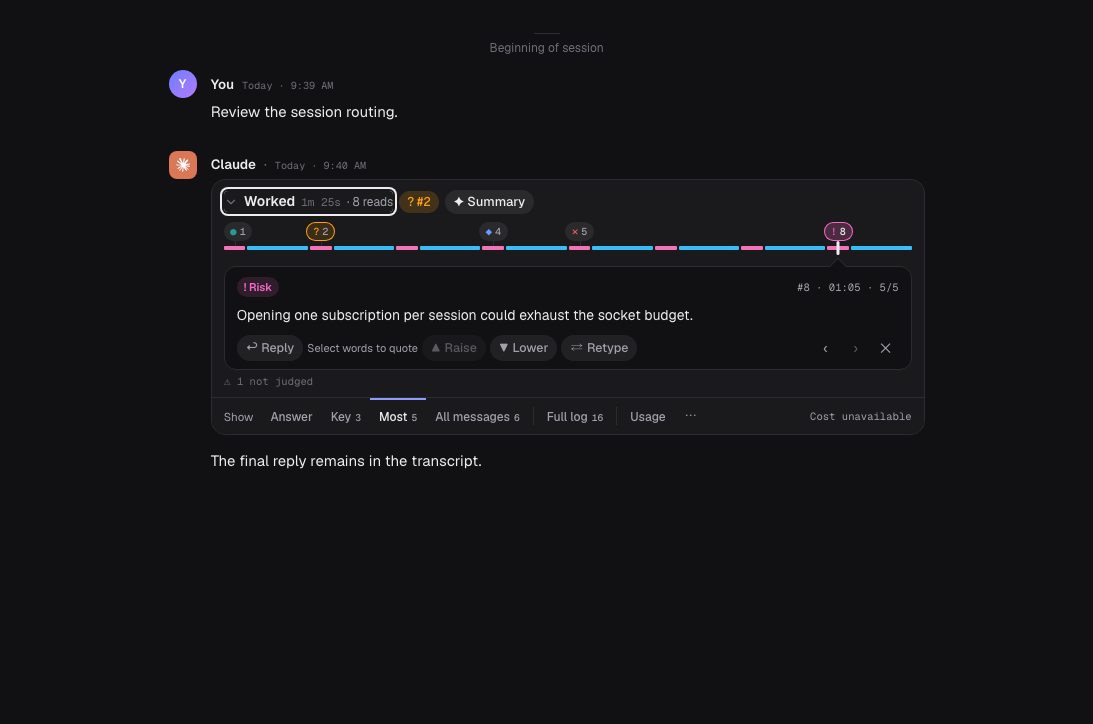 Beginning of session
Y You Today · 9:39 AM
Review the session routing.
Claude · Today · 9:40 AM
Worked 1m 25s · 8 reads ? #2 Summary
1 ? 2 4 × 5 ! 8
! Risk #8 · 01:05 · 5/5
Opening one subscription per session could exhaust the socket budget.
Reply Select words to quote Raise Lower Retype
⚠ 1 not judged
Show Answer Key 3 Most 5 All messages 6 Full log 16 Usage ··· Cost unavailable
The final reply remains in the transcript.